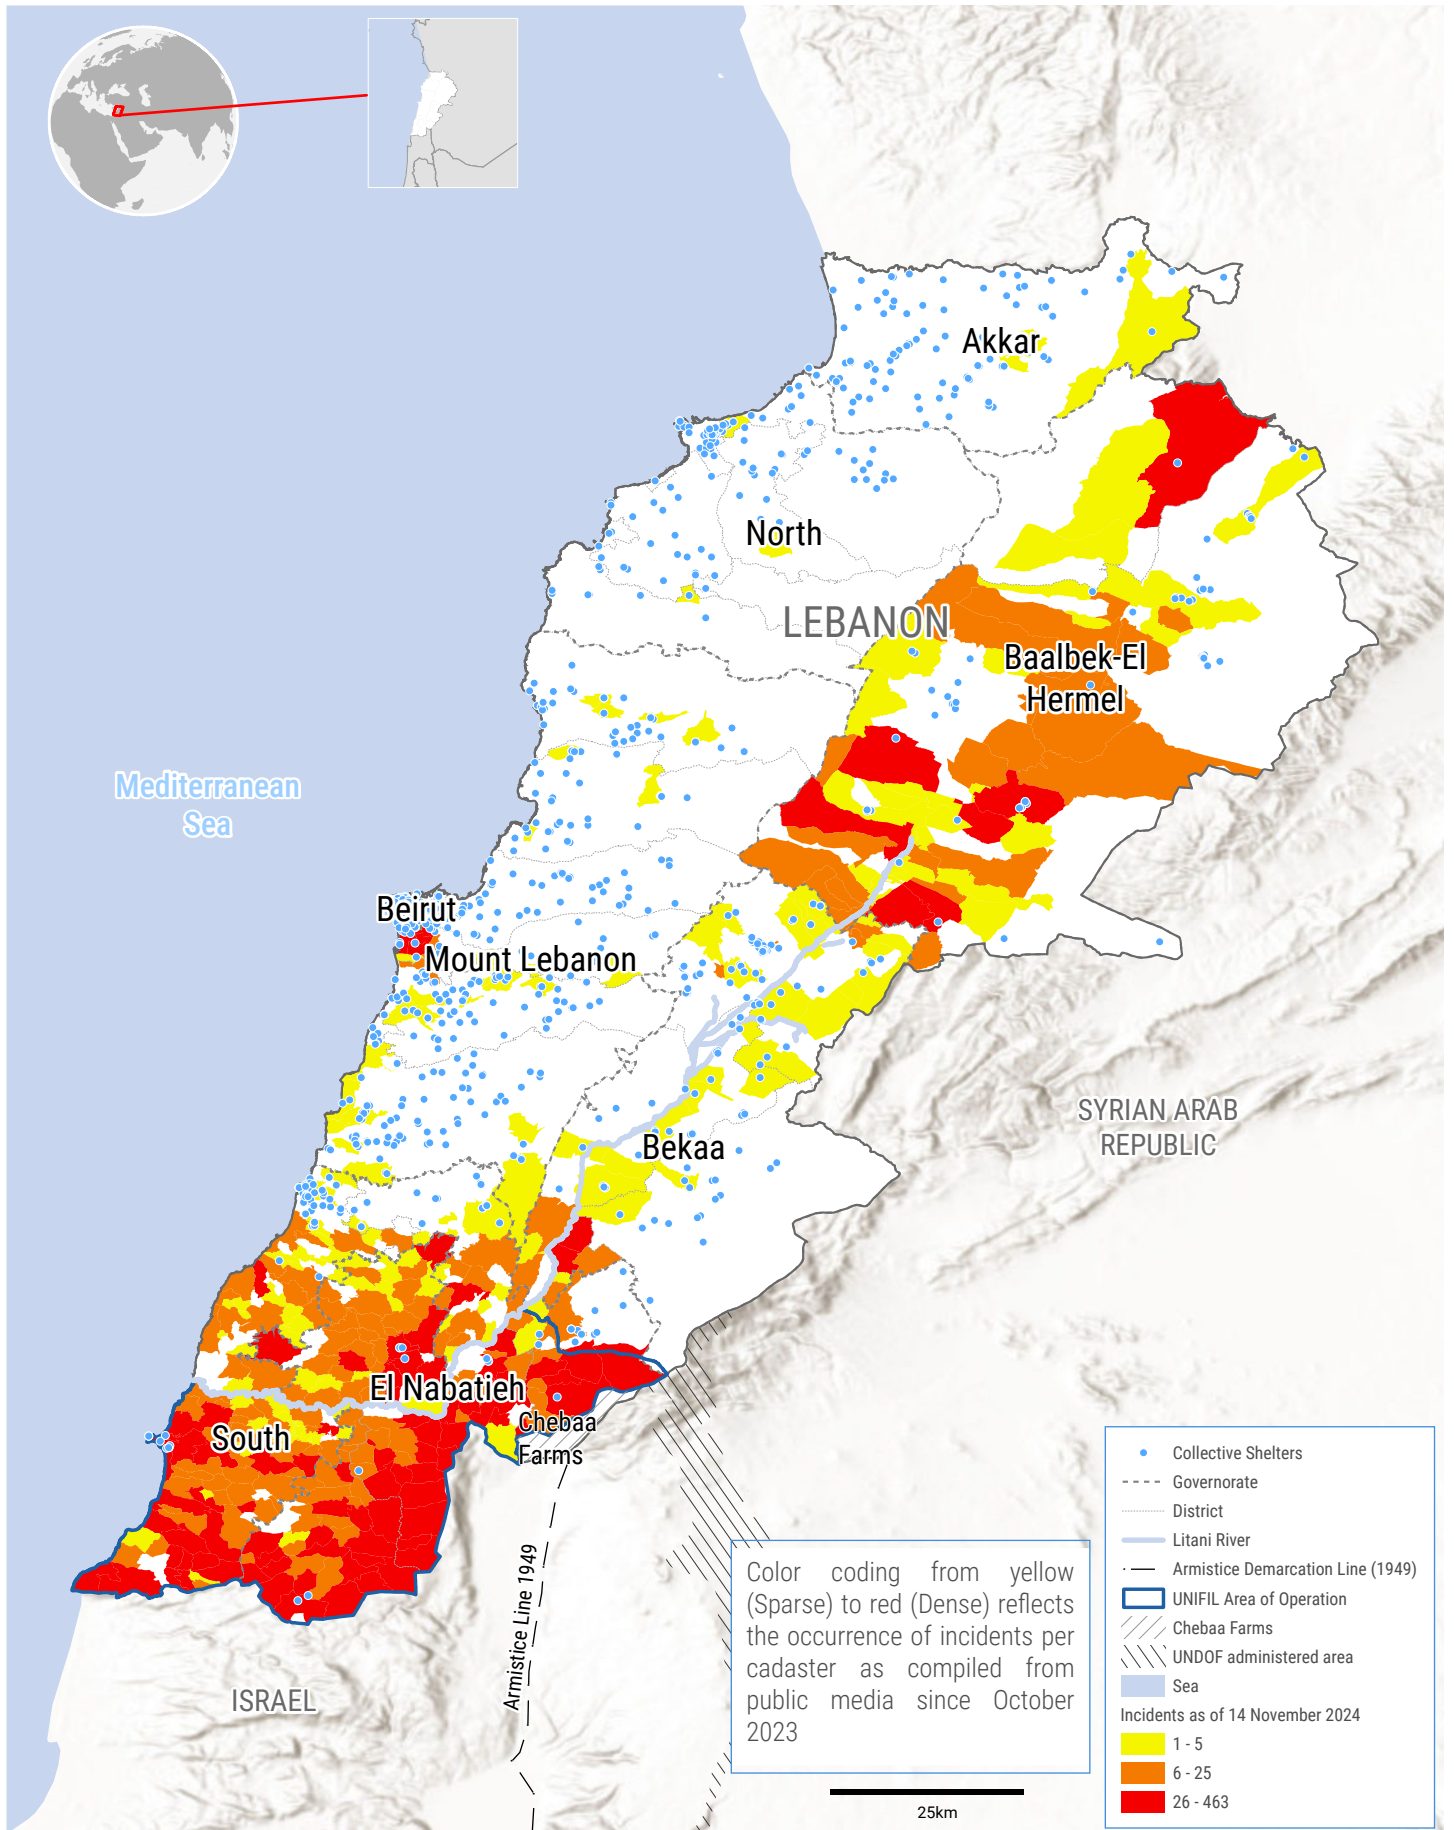 Akkar
North
LEBANON
Baalbek-El
Hermel
Mediterranean
Sea
Beirut
Mount Lebanon
SYRIAN ARAB
REPUBLIC
Bekaa
El Nabatieh
Chebaa
Farms
South
Armistice Line 1949
ISRAEL
Color coding from yellow
(Sparse) to red (Dense) reflects
the occurrence of incidents per
cadaster as compiled from
public media since October
2023
25km
Collective Shelters
Governorate
District
Litani River
Armistice Demarcation Line (1949)
UNIFIL Area of Operation
Chebaa Farms
UNDOF administered area
Sea
Incidents as of 14 November 2024
1 - 5
6 - 25
26 - 463